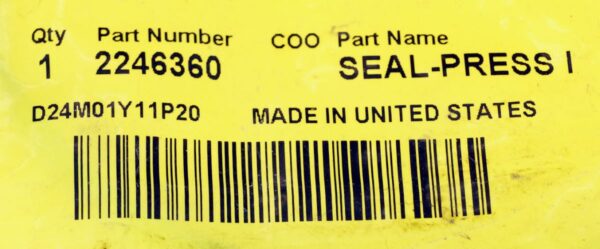 Qty Part Number COO Part Name
1 2246360 SEAL-PRESS I
D24M01Y11P20 MADE IN UNITED STATES